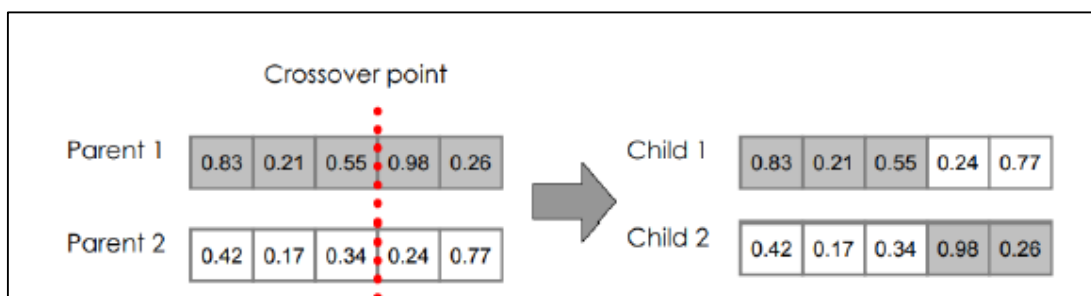 Crossover point
Parent 1 0.83 0.21 0.55 0.98 0.26
Child 1 0.83 0.21 0.55 0.24 0.77
Parent 2 0.42 0.17 0.34 0.24 0.77
Child 2 0.42 0.17 0.34 0.98 0.26